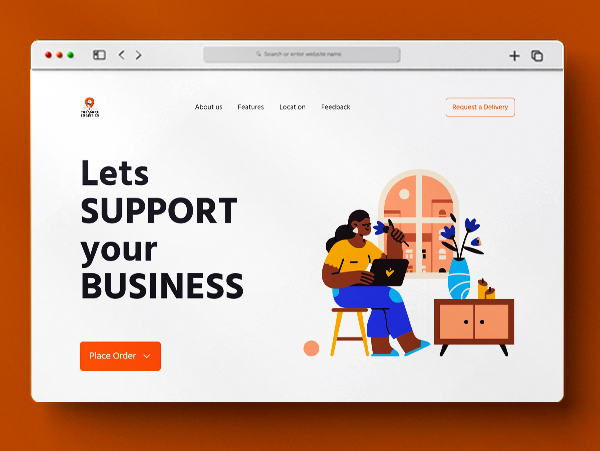 Search or enter website name
About us
Features
Location
Feedback
Request a Delivery
Lets
SUPPORT
your
BUSINESS
Place Order